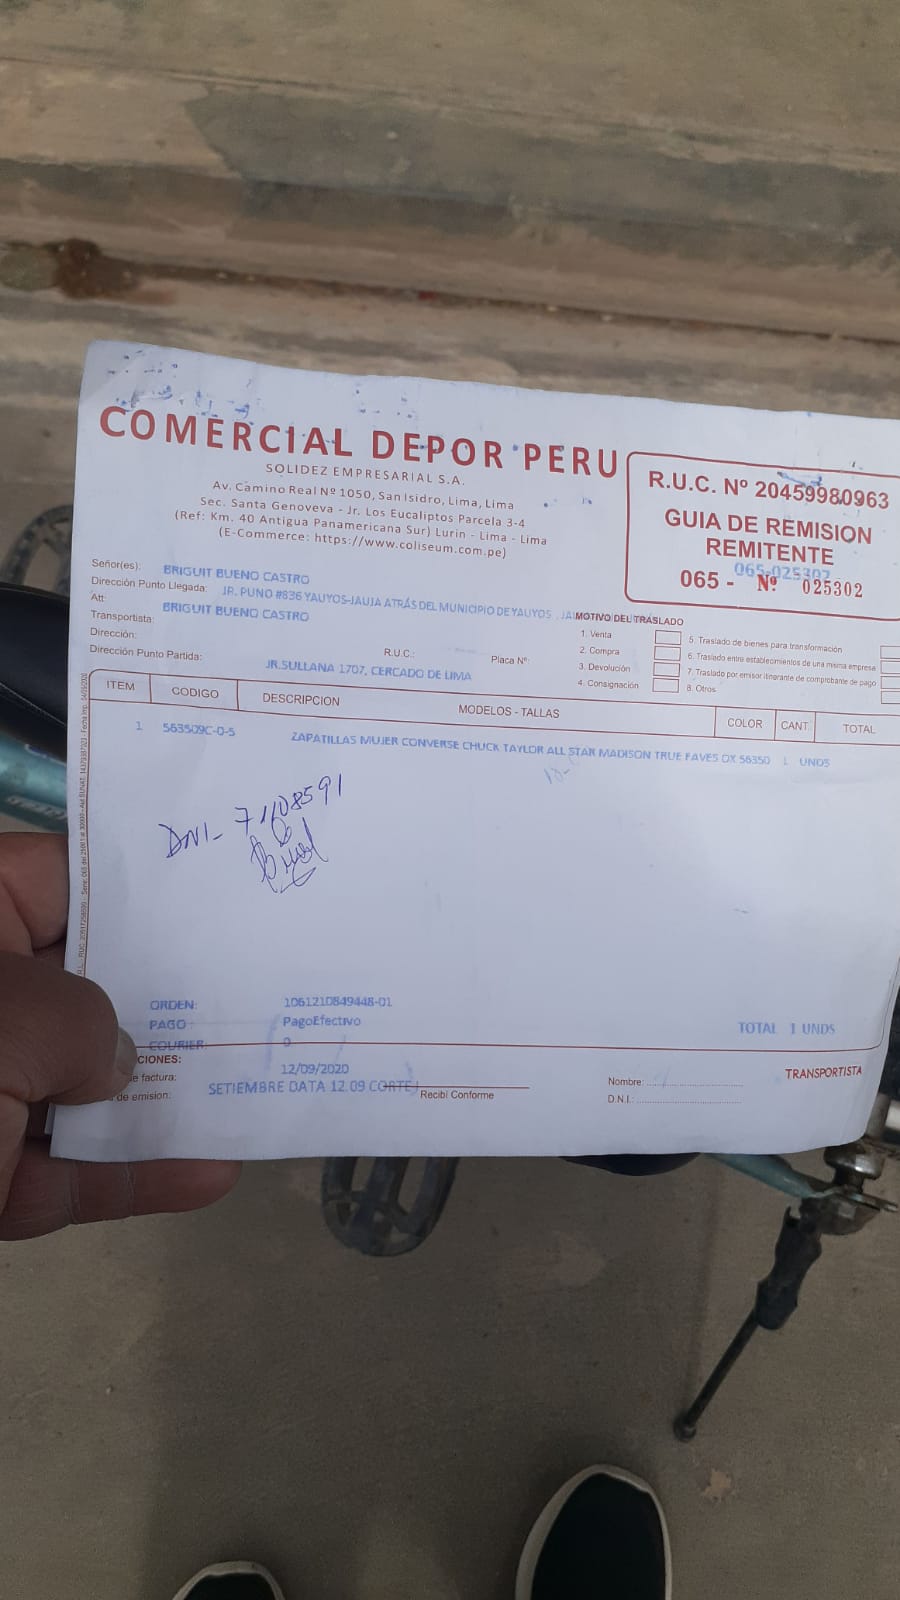 COMERCIAL DEPOR PERU
SOLIDEZ EMPRESARIAL S.A.
Av. Camino Real Nº 1050, San Isidro, Lima, Lima
Sec. Santa Genoveva - Jr. Los Eucaliptos Parcela 3-4
(Ref: Km. 40 Antigua Panamericana Sur) Lurin - Lima - Lima
(E-Commerce: https://www.coliseum.com.pe)
R.U.C. Nº 20459980963
GUIA DE REMISION
REMITENTE
065-025302
065 - Nº 025302
Señor(es): BRIGUIT BUENO CASTRO
Dirección Punto Llegada: JR. PUNO #836 YAUYOS-JAUJA ATRÁS DEL MUNICIPIO DE YAUYOS
Att: BRIGUIT BUENO CASTRO
Transportista:
Dirección: R.U.C.: Placa Nº:
Dirección Punto Partida: JR.SULLANA 1707, CERCADO DE LIMA
MOTIVO DEL TRASLADO
1. Venta
2. Compra
3. Devolución
4. Consignación
5. Traslado de bienes para transformación
6. Traslado entre establecimientos de una misma empresa
7. Traslado por emisor itinerante de comprobante de pago
8. Otros
ITEM CODIGO DESCRIPCION MODELOS - TALLAS COLOR CANT. TOTAL
1 563509C-0-5 ZAPATILLAS MUJER CONVERSE CHUCK TAYLOR ALL STAR MADISON TRUE FAVES OX 56350 1 UNDS
DNI-
ORDEN: 1061210849448-01
PAGO : PagoEfectivo
COURIER: 0
TOTAL 1 UNDS
CIONES:
e factura: 12/09/2020
de emision: SETIEMBRE DATA 12.09 CORTE
Recibí Conforme
Nombre:
D.N.I.:
TRANSPORTISTA